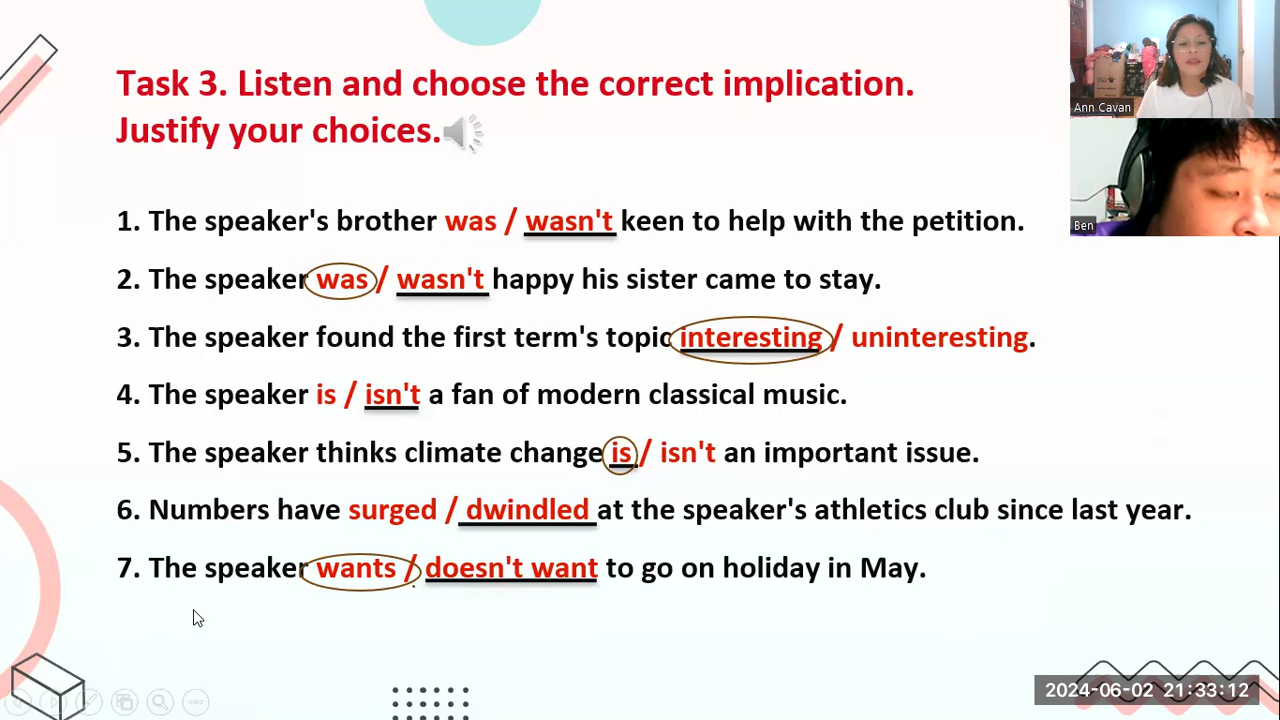 Task 3. Listen and choose the correct implication.
Justify your choices.
Ann Cavan
Ben
1. The speaker's brother was / wasn't keen to help with the petition.
2. The speaker was / wasn't happy his sister came to stay.
3. The speaker found the first term's topic interesting / uninteresting.
4. The speaker is / isn't a fan of modern classical music.
5. The speaker thinks climate change is / isn't an important issue.
6. Numbers have surged / dwindled at the speaker's athletics club since last year.
7. The speaker wants / doesn't want to go on holiday in May.
2024-06-02 21:33:12